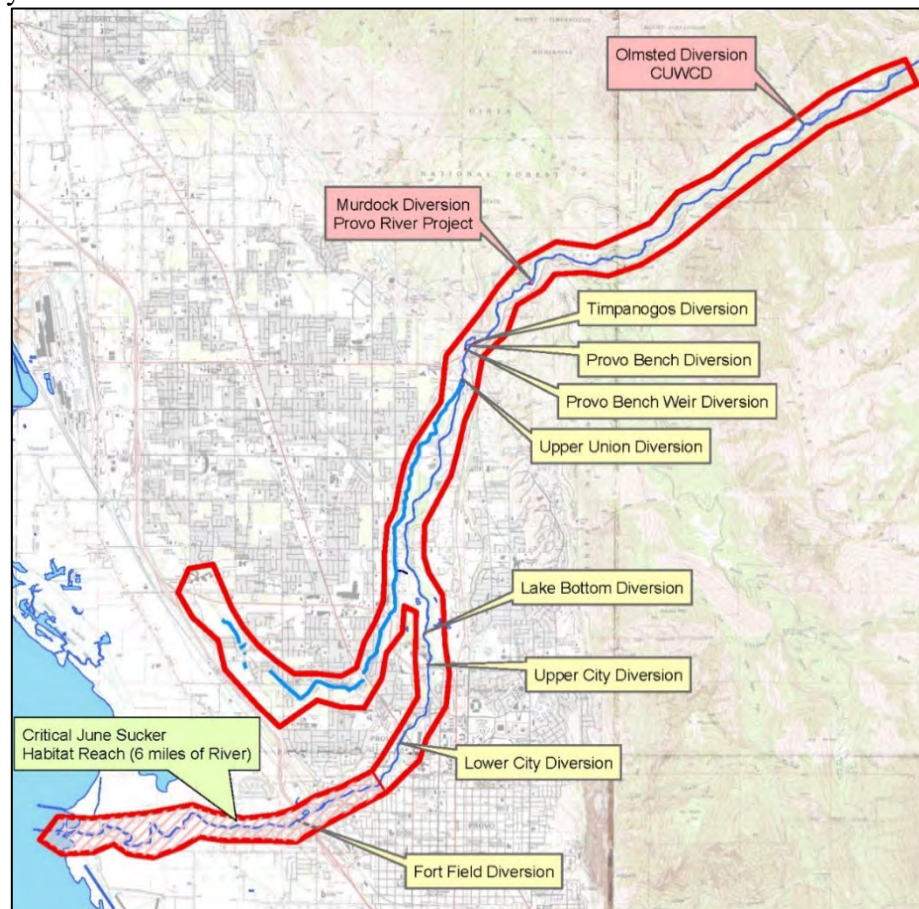 y
Olmsted Diversion
CUWCD
Murdock Diversion
Provo River Project
NATIONAL FOREST
Timpanogos Diversion
Provo Bench Diversion
Provo Bench Weir Diversion
Upper Union Diversion
Lake Bottom Diversion
Upper City Diversion
Critical June Sucker
Habitat Reach (6 miles of River)
Lower City Diversion
Fort Field Diversion